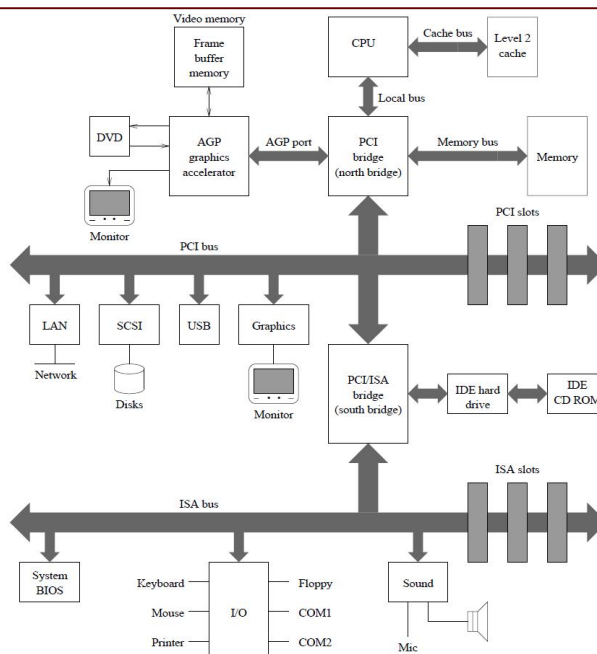 Video memory
Frame
buffer
memory
CPU
Cache bus
Level 2
cache
Local bus
DVD
AGP
graphics
accelerator
AGP port
PCI
bridge
(north bridge)
Memory bus
Memory
Monitor
PCI slots
PCI bus
LAN
SCSI
USB
Graphics
Network
Disks
Monitor
PCI/ISA
bridge
(south bridge)
IDE hard
drive
IDE
CD ROM
ISA slots
ISA bus
System
BIOS
Keyboard
Mouse
Printer
I/O
Floppy
COM1
COM2
Sound
Mic